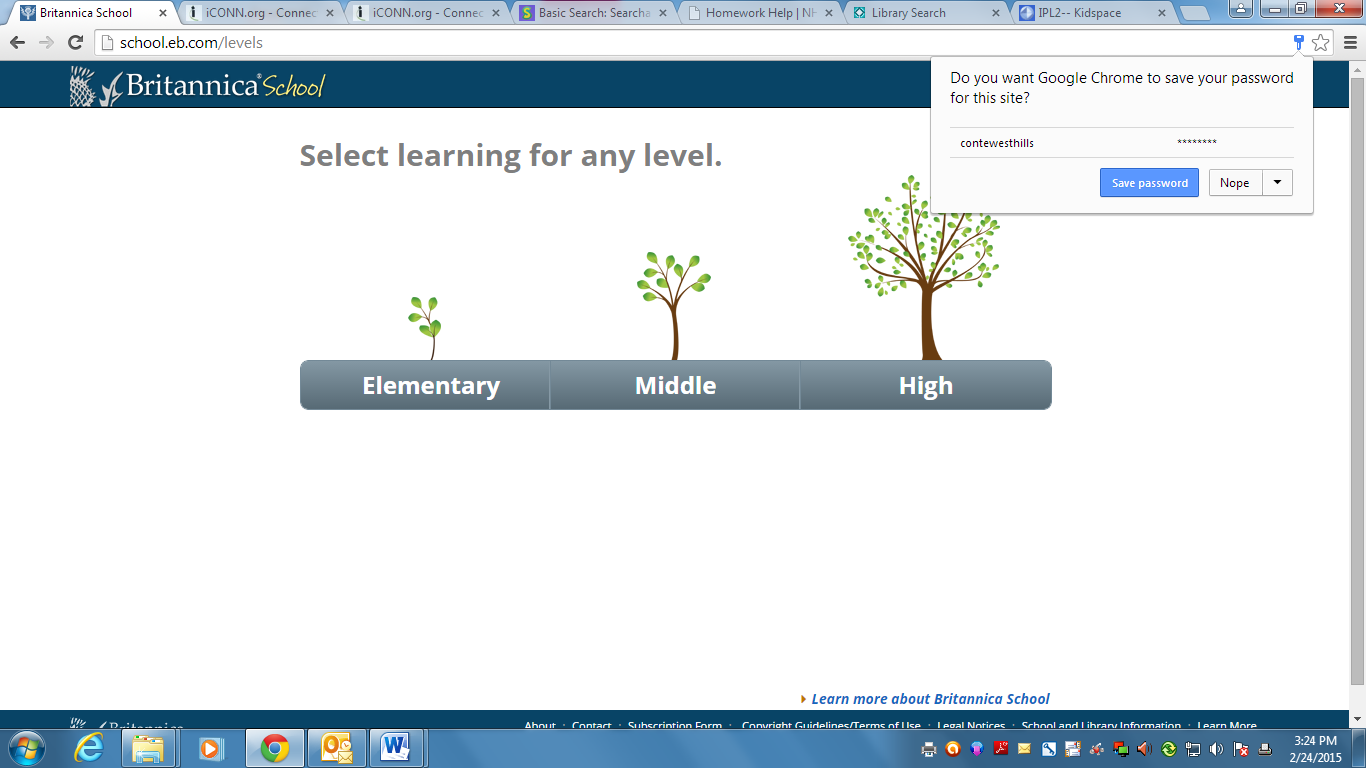 Britannica School
iCONN.org - Connec
iCONN.org - Connec
Basic Search: Searcha
Homework Help | NH
Library Search
IPL2-- Kidspace
school.eb.com/levels
Britannica® School
Do you want Google Chrome to save your password
for this site?
contewesthills ********
Save password Nope
Select learning for any level.
Elementary Middle High
Learn more about Britannica School
Britannica
About Contact Subscription Form Copyright Guidelines/Terms of Use Legal Notices School and Library Information Learn More
3:24 PM
2/24/2015